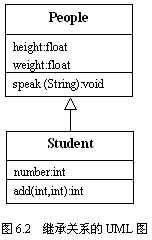 People
height:float
weight:float
speak (String):void
Student
number:int
add(int,int):int
图 6.2 继承关系的 UML 图